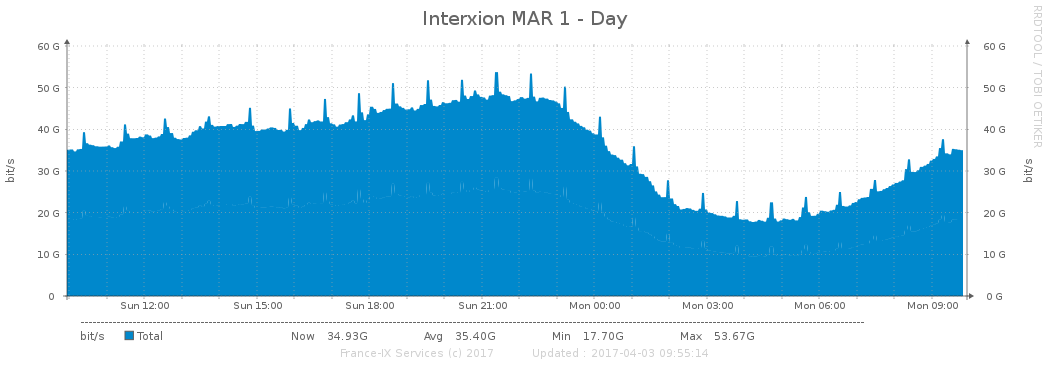 Interxion MAR 1 - Day
RRDTOOL / TOBI OETIKER
60 G 60 G
50 G 50 G
40 G 40 G
30 G 30 G
20 G 20 G
10 G 10 G
0 0 G
bit/s bit/s
Sun 12:00 Sun 15:00 Sun 18:00 Sun 21:00 Mon 00:00 Mon 03:00 Mon 06:00 Mon 09:00
bit/s Total Now 34.93G Avg 35.40G Min 17.70G Max 53.67G
France-IX Services (c) 2017 Updated : 2017-04-03 09:55:14